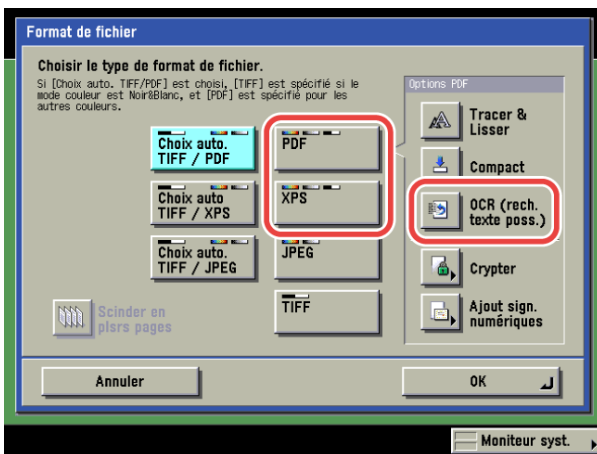 Format de fichier
Choisir le type de format de fichier.
Si [Choix auto. TIFF/PDF] est choisi, [TIFF] est spécifié si le
mode couleur est Noir&Blanc, et [PDF] est spécifié pour les
autres couleurs.
Options PDF
Choix auto.
TIFF / PDF
PDF
Tracer &
Lisser
Compact
Choix auto
TIFF / XPS
XPS
OCR (rech.
texte poss.)
Choix auto.
TIFF / JPEG
JPEG
Crypter
Scinder en
plsrs pages
TIFF
Ajout sign.
numériques
Annuler
OK
Moniteur syst.